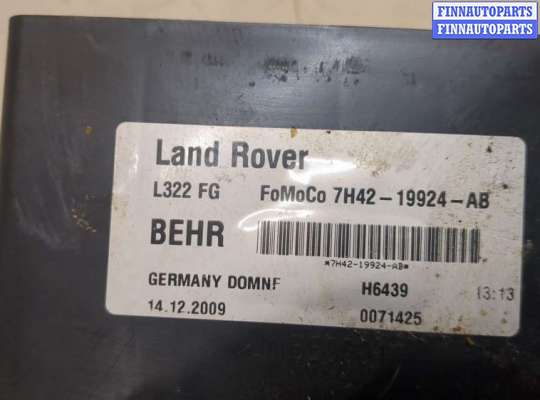 FINNAUTOPARTS
FINNAUTOPARTS
Land Rover
L322 FG FoMoCo 7H42-19924-AB
BEHR
*7H42-19924-AB*
GERMANY DOMNF H6439 13:13
14.12.2009 0071425